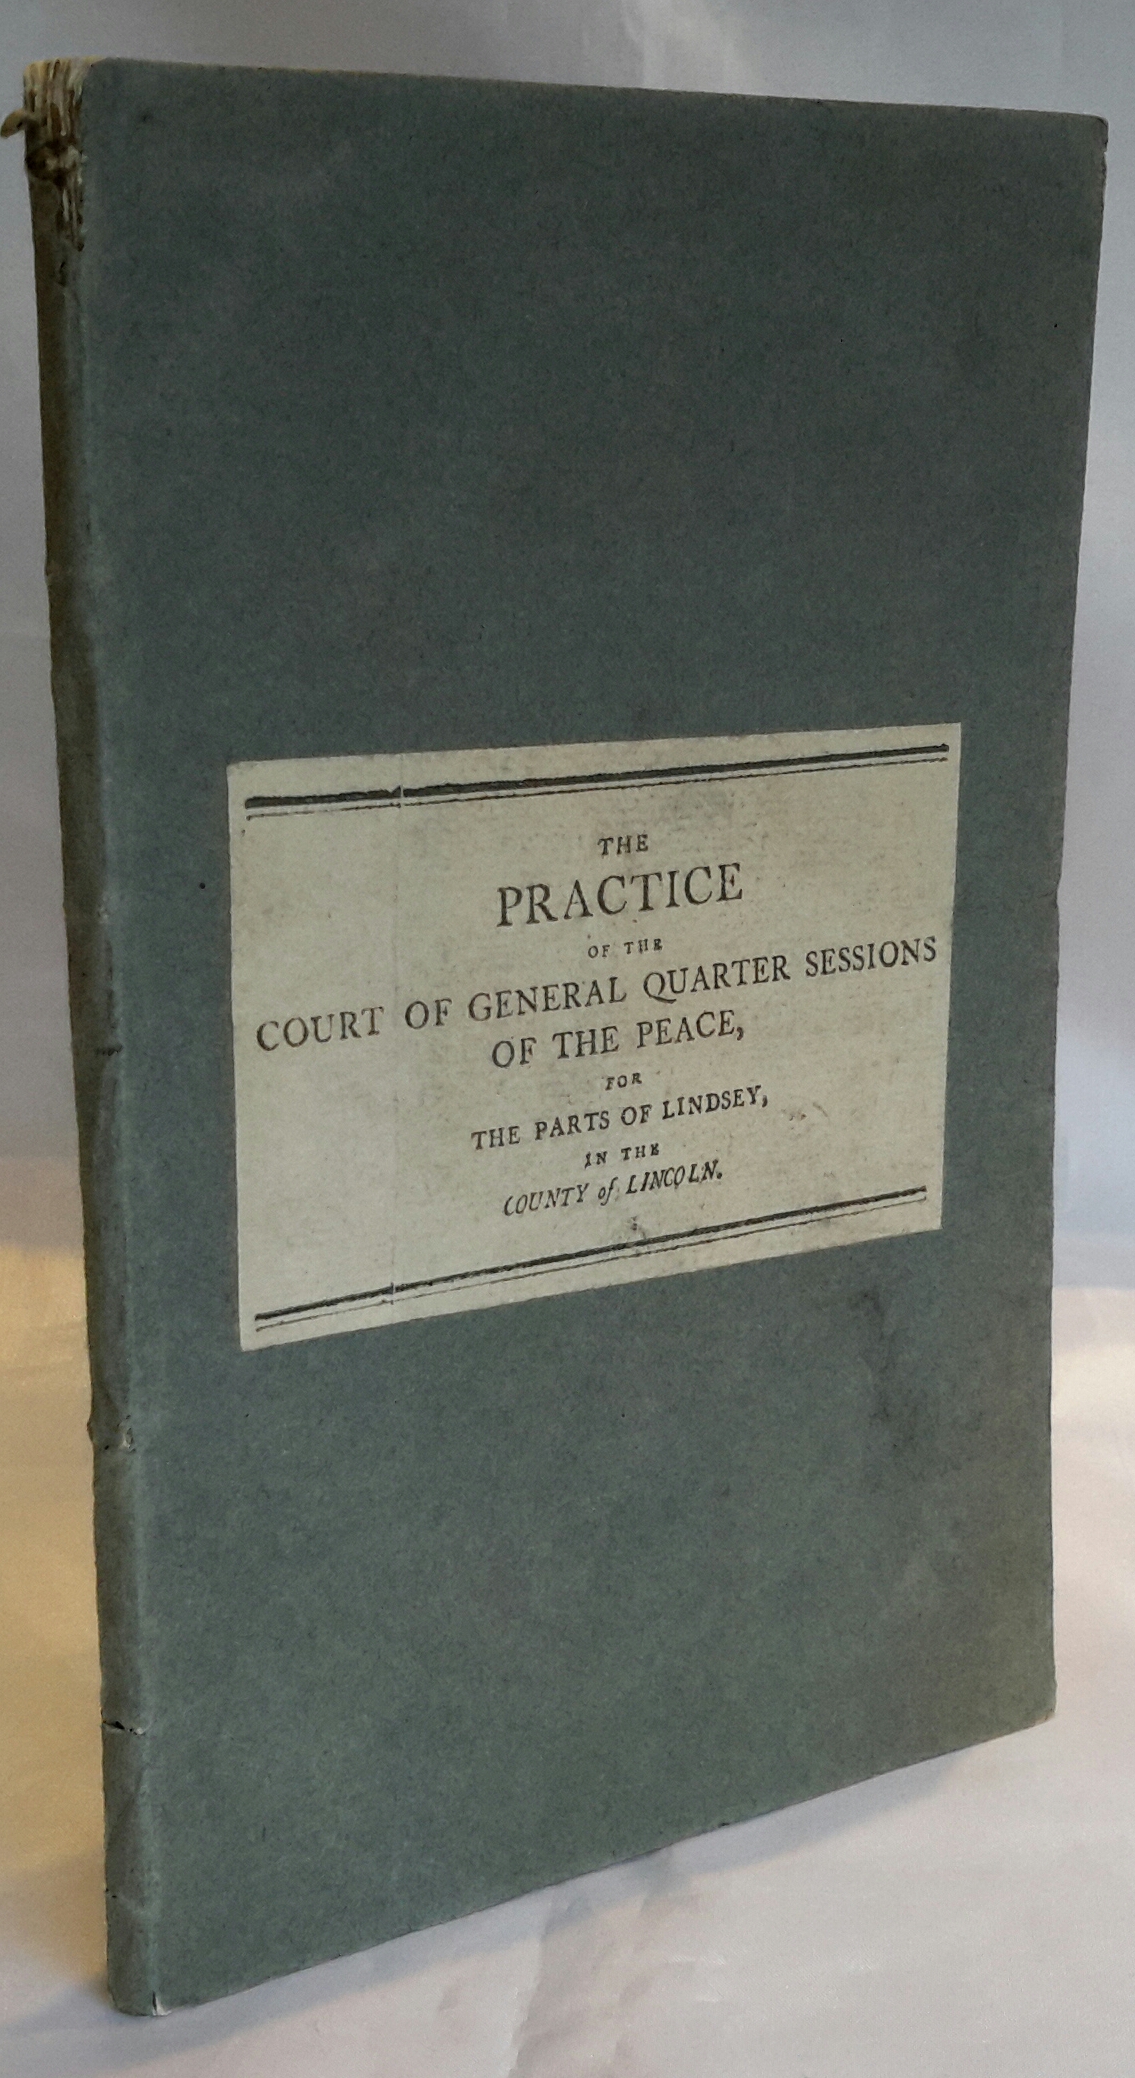 THE
PRACTICE
OF THE
COURT OF GENERAL QUARTER SESSIONS
OF THE PEACE,
FOR
THE PARTS OF LINDSEY,
IN THE
COUNTY of LINCOLN.